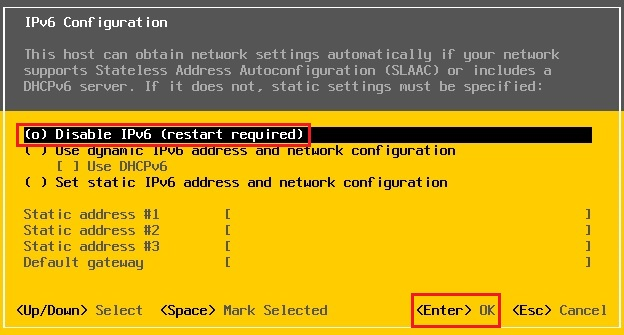 IPv6 Configuration
This host can obtain network settings automatically if your network
supports Stateless Address Autoconfiguration (SLAAC) or includes a
DHCPv6 server. If it does not, static settings must be specified:
(o) Disable IPv6 (restart required)
( ) Use dynamic IPv6 address and network configuration
[ ] Use DHCPv6
( ) Set static IPv6 address and network configuration
Static address #1 [ ]
Static address #2 [ ]
Static address #3 [ ]
Default gateway [ ]
<Up/Down> Select <Space> Mark Selected <Enter> OK <Esc> Cancel